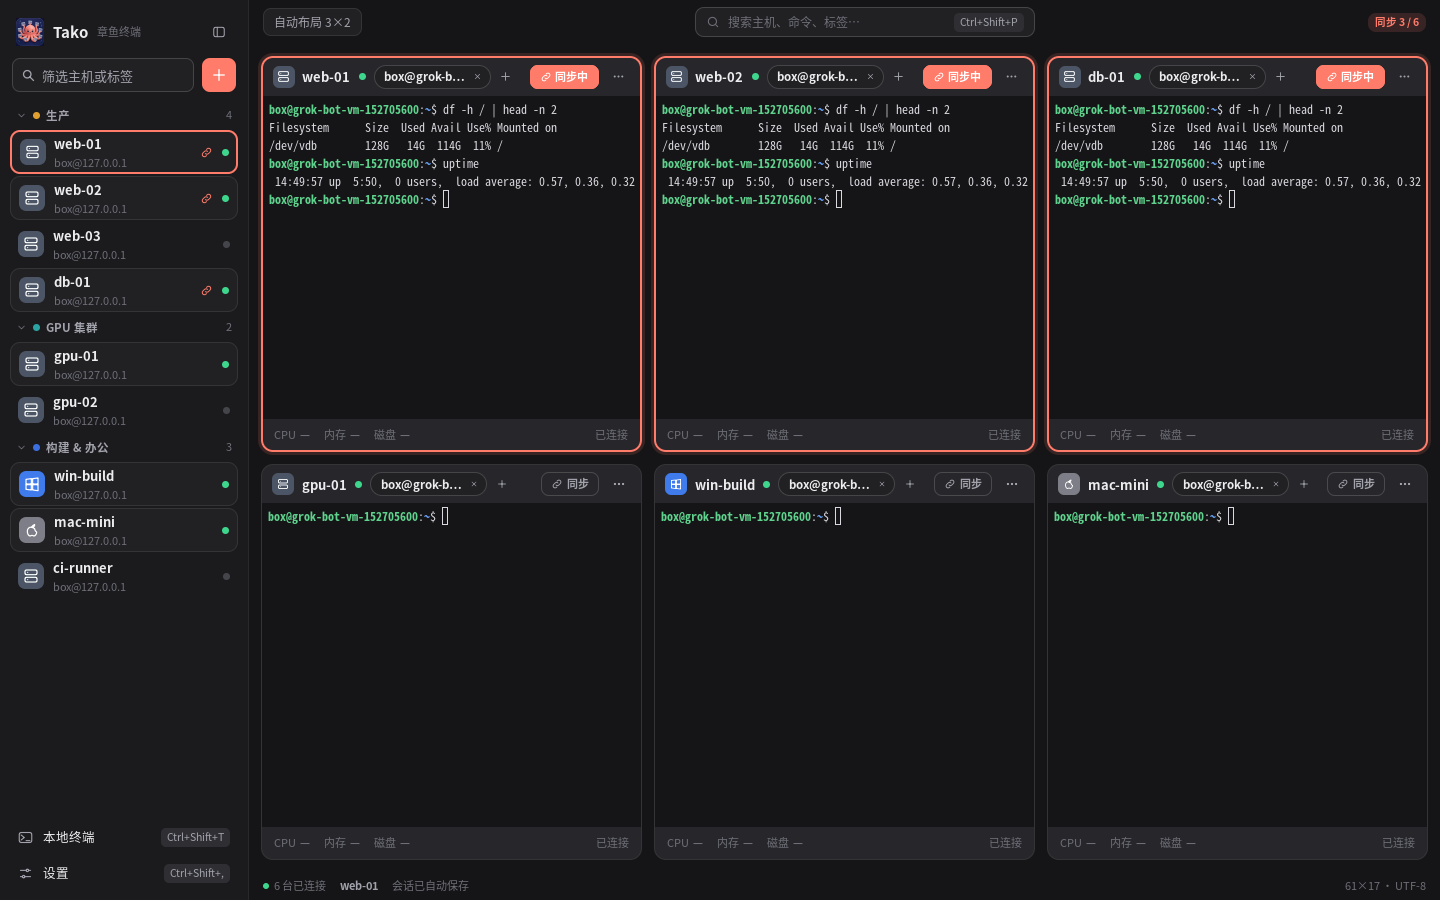 Tako 章鱼终端
筛选主机或标签
生产 4
web-01
box@127.0.0.1
web-02
box@127.0.0.1
web-03
box@127.0.0.1
db-01
box@127.0.0.1
GPU 集群 2
gpu-01
box@127.0.0.1
gpu-02
box@127.0.0.1
构建 & 办公 3
win-build
box@127.0.0.1
mac-mini
box@127.0.0.1
ci-runner
box@127.0.0.1
本地终端 Ctrl+Shift+T
设置 Ctrl+Shift+,
自动布局 3×2
搜索主机、命令、标签… Ctrl+Shift+P
同步 3 / 6
web-01 box@grok-b... × + 同步中 ...
box@grok-bot-vm-152705600:~$ df -h / | head -n 2
Filesystem Size Used Avail Use% Mounted on
/dev/vdb 128G 14G 114G 11% /
box@grok-bot-vm-152705600:~$ uptime
14:49:57 up 5:50, 0 users, load average: 0.57, 0.36, 0.32
box@grok-bot-vm-152705600:~$
CPU — 内存 — 磁盘 — 已连接
web-02 box@grok-b... × + 同步中 ...
box@grok-bot-vm-152705600:~$ df -h / | head -n 2
Filesystem Size Used Avail Use% Mounted on
/dev/vdb 128G 14G 114G 11% /
box@grok-bot-vm-152705600:~$ uptime
14:49:57 up 5:50, 0 users, load average: 0.57, 0.36, 0.32
box@grok-bot-vm-152705600:~$
CPU — 内存 — 磁盘 — 已连接
db-01 box@grok-b... × + 同步中 ...
box@grok-bot-vm-152705600:~$ df -h / | head -n 2
Filesystem Size Used Avail Use% Mounted on
/dev/vdb 128G 14G 114G 11% /
box@grok-bot-vm-152705600:~$ uptime
14:49:57 up 5:50, 0 users, load average: 0.57, 0.36, 0.32
box@grok-bot-vm-152705600:~$
CPU — 内存 — 磁盘 — 已连接
gpu-01 box@grok-b... × + 同步 ...
box@grok-bot-vm-152705600:~$
CPU — 内存 — 磁盘 — 已连接
win-build box@grok-b... × + 同步 ...
box@grok-bot-vm-152705600:~$
CPU — 内存 — 磁盘 — 已连接
mac-mini box@grok-b... × + 同步 ...
box@grok-bot-vm-152705600:~$
CPU — 内存 — 磁盘 — 已连接
6 台已连接 web-01 会话已自动保存 61×17 · UTF-8